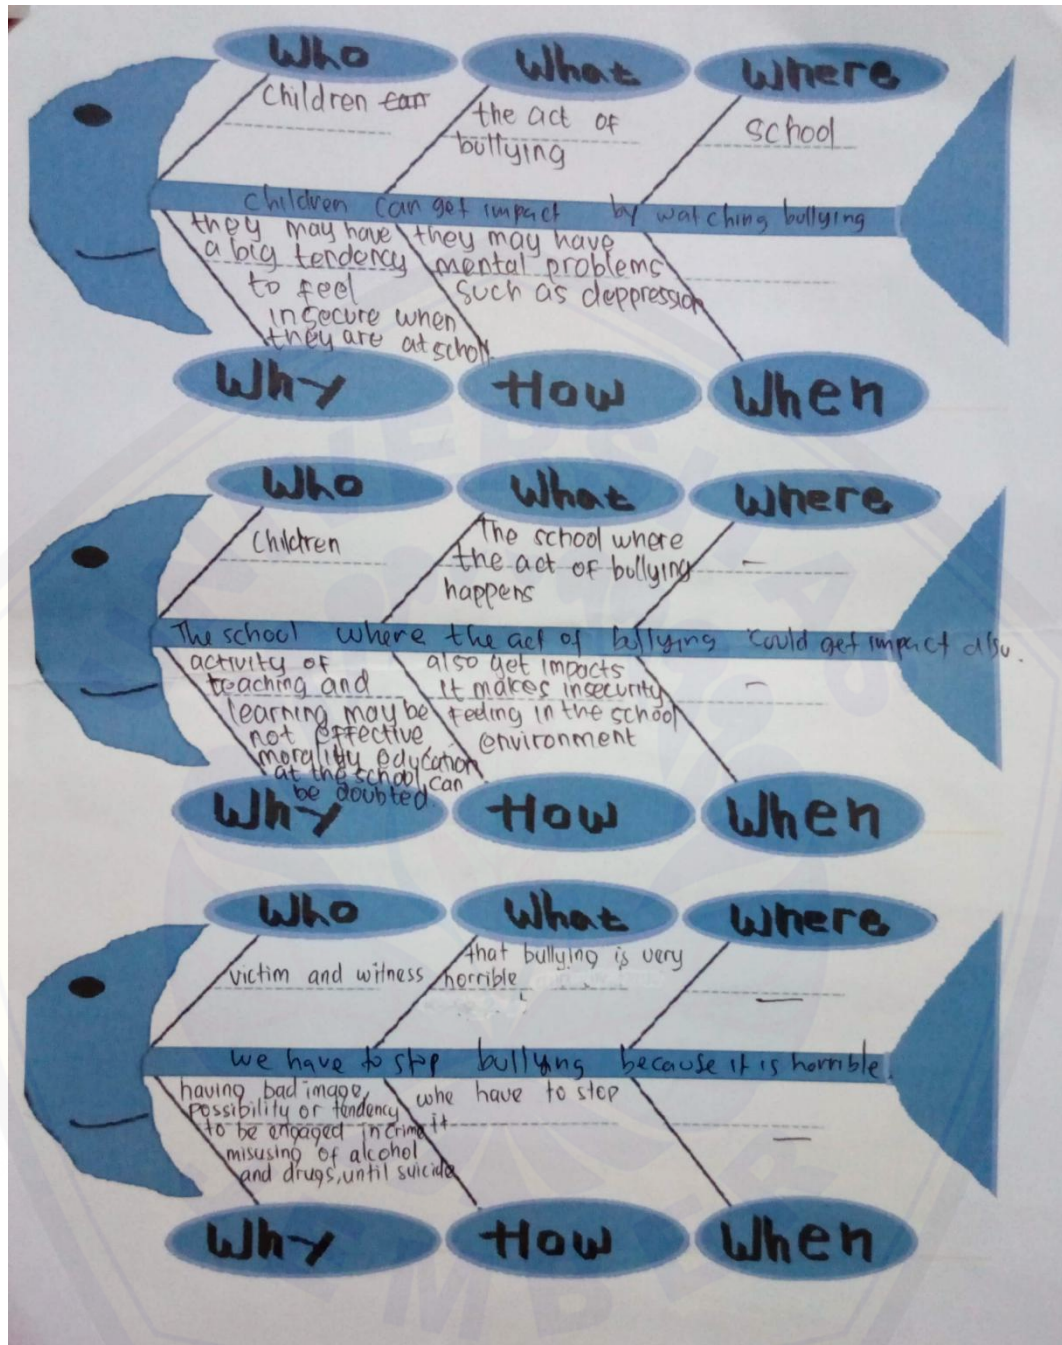 Who
What
Where
Children can
the act of
bullying
school
children can get impact by watching bullying
they may have
a big tendency
to feel
insecure when
they are at scholl.
they may have
mental problems
such as deppression
Why
How
When
Who
What
Where
Children
The school where
the act of bullying
happens
—
The school where the act of bullying could get impact also.
activity of
teaching and
learning may be
not effective
morality education
at the school can
be doubted
also get impacts
it makes insecurity
feeling in the school
environment
—
Why
How
When
Who
What
Where
victim and witness
that bullying is very
horrible
—
we have to stop bullying because it is horrible.
having bad image,
possibility or tendency
to be engaged in crime
misusing of alcohol
and drugs, until suicide
whe have to stop
it
—
Why
How
When